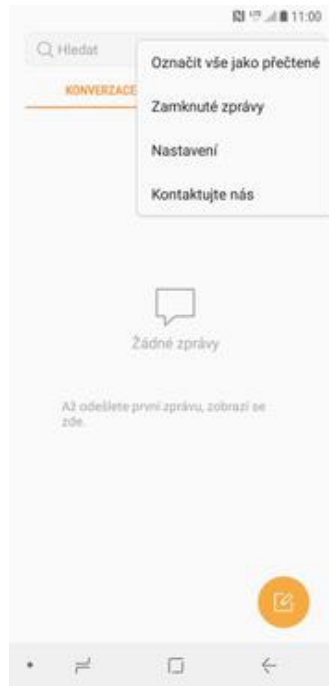 11:00
Hledat
Označit vše jako přečtené
KONVERZACE
Zamknuté zprávy
Nastavení
Kontaktujte nás
Žádné zprávy
Až odešlete první zprávu, zobrazí se
zde.